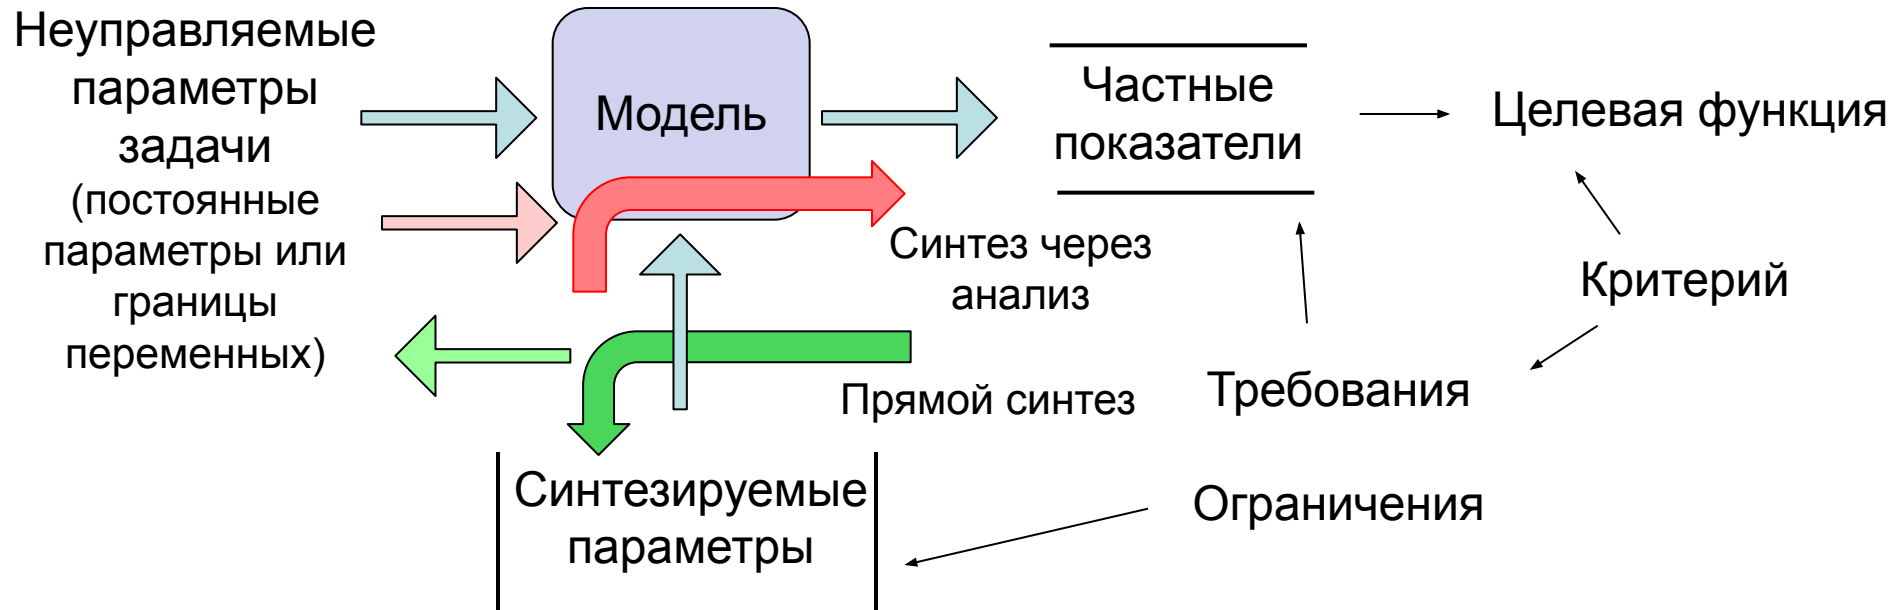 Неуправляемые
параметры
задачи
(постоянные
параметры или
границы
переменных)
Модель
Частные
показатели
Целевая функция
Синтез через
анализ
Критерий
Прямой синтез
Требования
Синтезируемые
параметры
Ограничения